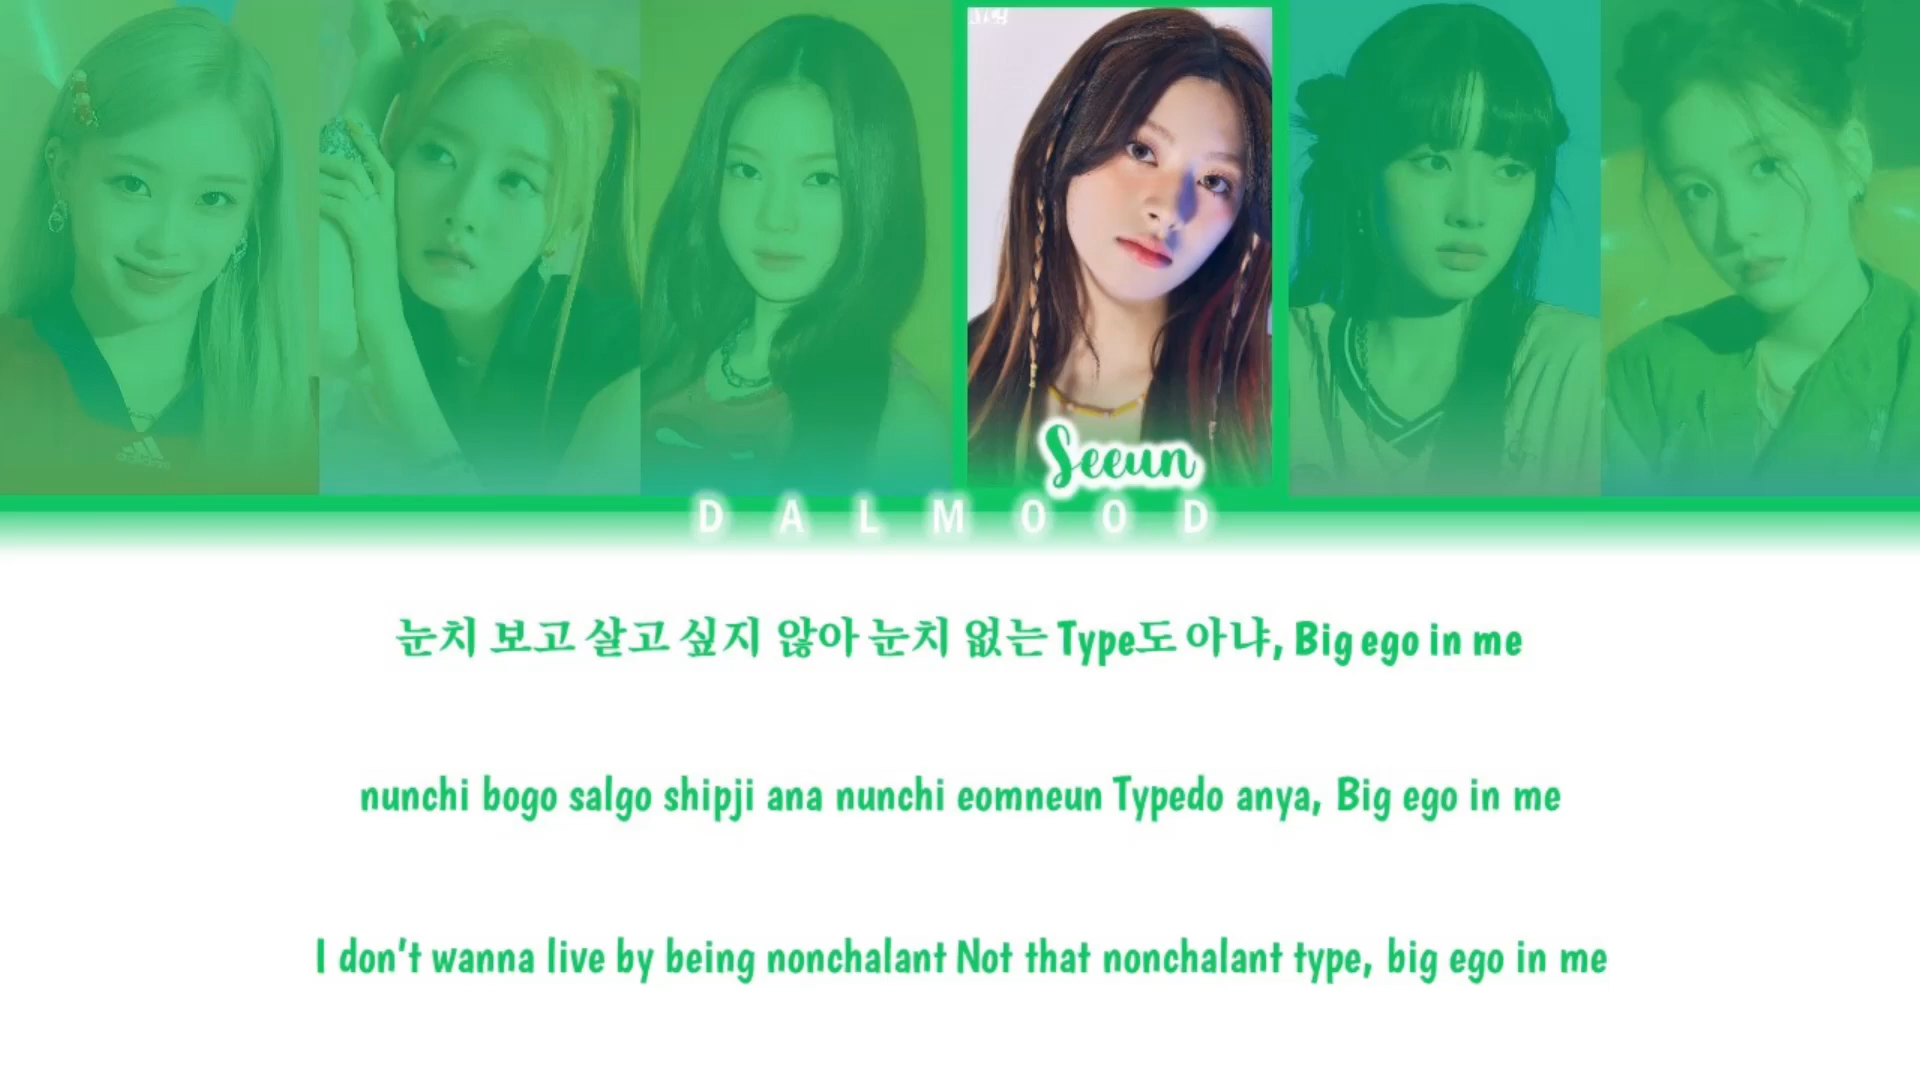 Seeun
DALMOOD
눈치 보고 살고 싶지 않아 눈치 없는 Type도 아냐, Big ego in me
nunchi bogo salgo shipji ana nunchi eomneun Typedo anya, Big ego in me
I don't wanna live by being nonchalant Not that nonchalant type, big ego in me